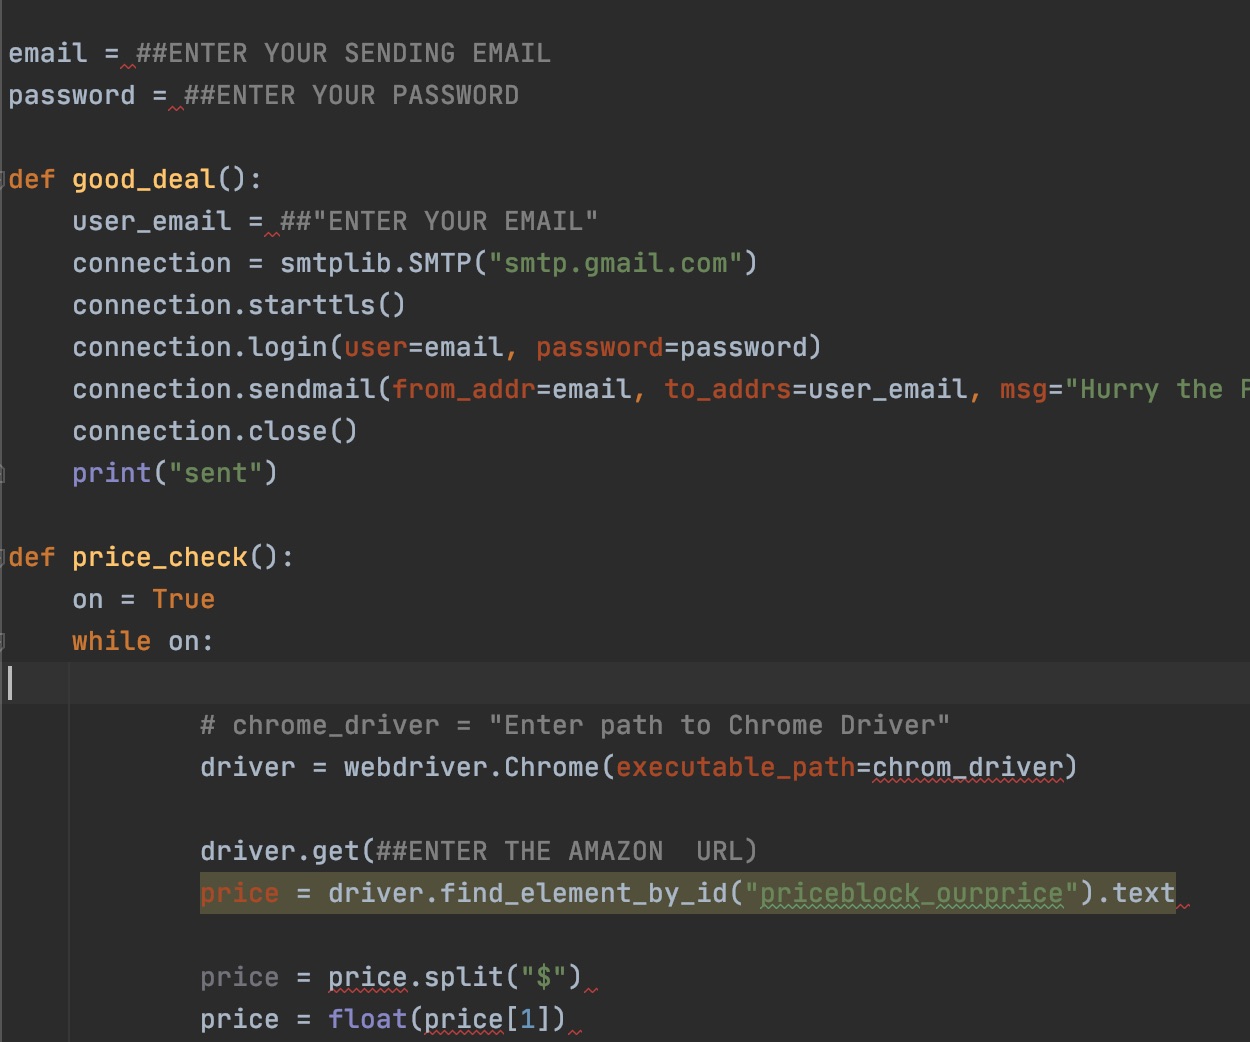 email = ##ENTER YOUR SENDING EMAIL
password = ##ENTER YOUR PASSWORD
def good_deal():
user_email = ##"ENTER YOUR EMAIL"
connection = smtplib.SMTP("smtp.gmail.com")
connection.starttls()
connection.login(user=email, password=password)
connection.sendmail(from_addr=email, to_addrs=user_email, msg="Hurry the
connection.close()
print("sent")
def price_check():
on = True
while on:
# chrome_driver = "Enter path to Chrome Driver"
driver = webdriver.Chrome(executable_path=chrom_driver)
driver.get(##ENTER THE AMAZON  URL)
price = driver.find_element_by_id("priceblock_ourprice").text
price = price.split("$")
price = float(price[1])